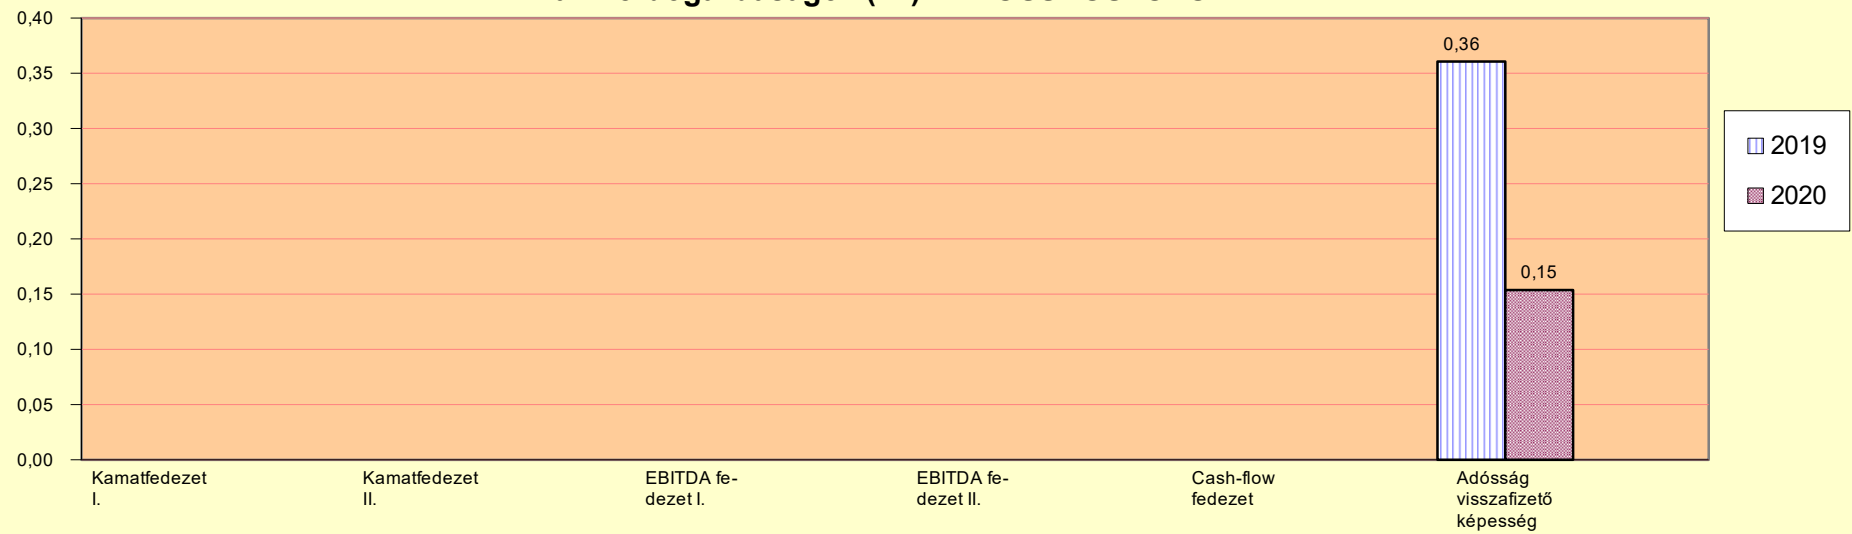 0,40
0,35
0,30
0,25
0,20
0,15
0,10
0,05
0,00
0,36
0,15
2019
2020
Kamatfedezet
I.
Kamatfedezet
II.
EBITDA fe-
dezet I.
EBITDA fe-
dezet II.
Cash-flow
fedezet
Adósság
visszafizető
képesség